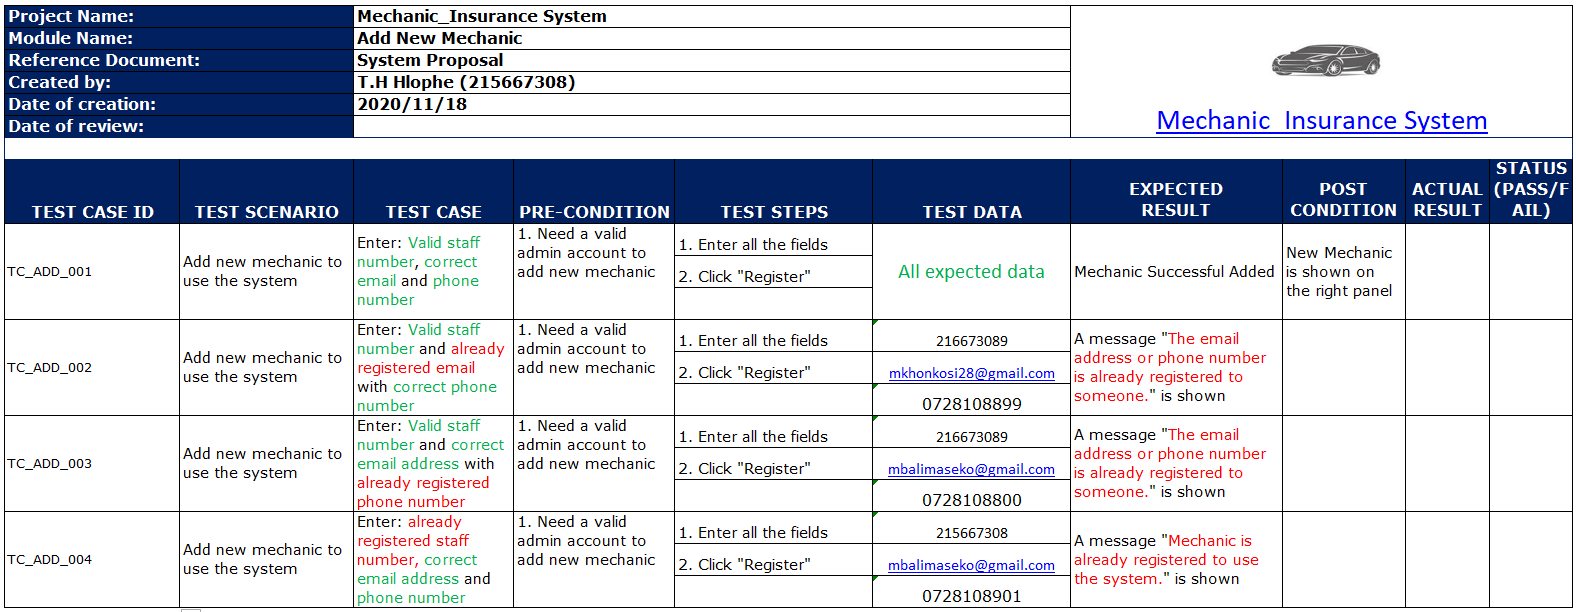 Project Name: Mechanic_Insurance System
Module Name: Add New Mechanic
Reference Document: System Proposal
Created by: T.H Hlophe (215667308)
Date of creation: 2020/11/18
Date of review:
Mechanic Insurance System
TEST CASE ID TEST SCENARIO TEST CASE PRE-CONDITION TEST STEPS TEST DATA
EXPECTED
RESULT
POST
CONDITION
ACTUAL
RESULT
STATUS
(PASS/F
AIL)
TC_ADD_001
Add new mechanic to
use the system
Enter: Valid staff
number, correct
email and phone
number
1. Need a valid
admin account to
add new mechanic
1. Enter all the fields
2. Click "Register"
All expected data
Mechanic Successful Added
New Mechanic
is shown on
the right panel
TC_ADD_002
Add new mechanic to
use the system
Enter: Valid staff
number and already
registered email
with correct phone
number
1. Need a valid
admin account to
add new mechanic
1. Enter all the fields
2. Click "Register"
216673089
mkhonkosi28@gmail.com
0728108899
A message "The email
address or phone number
is already registered to
someone." is shown
TC_ADD_003
Add new mechanic to
use the system
Enter: Valid staff
number and correct
email address with
already registered
phone number
1. Need a valid
admin account to
add new mechanic
1. Enter all the fields
2. Click "Register"
216673089
mbalimaseko@gmail.com
0728108800
A message "The email
address or phone number
is already registered to
someone." is shown
TC_ADD_004
Add new mechanic to
use the system
Enter: already
registered staff
number, correct
email address and
phone number
1. Need a valid
admin account to
add new mechanic
1. Enter all the fields
2. Click "Register"
215667308
mbalimaseko@gmail.com
0728108901
A message "Mechanic is
already registered to use
the system." is shown